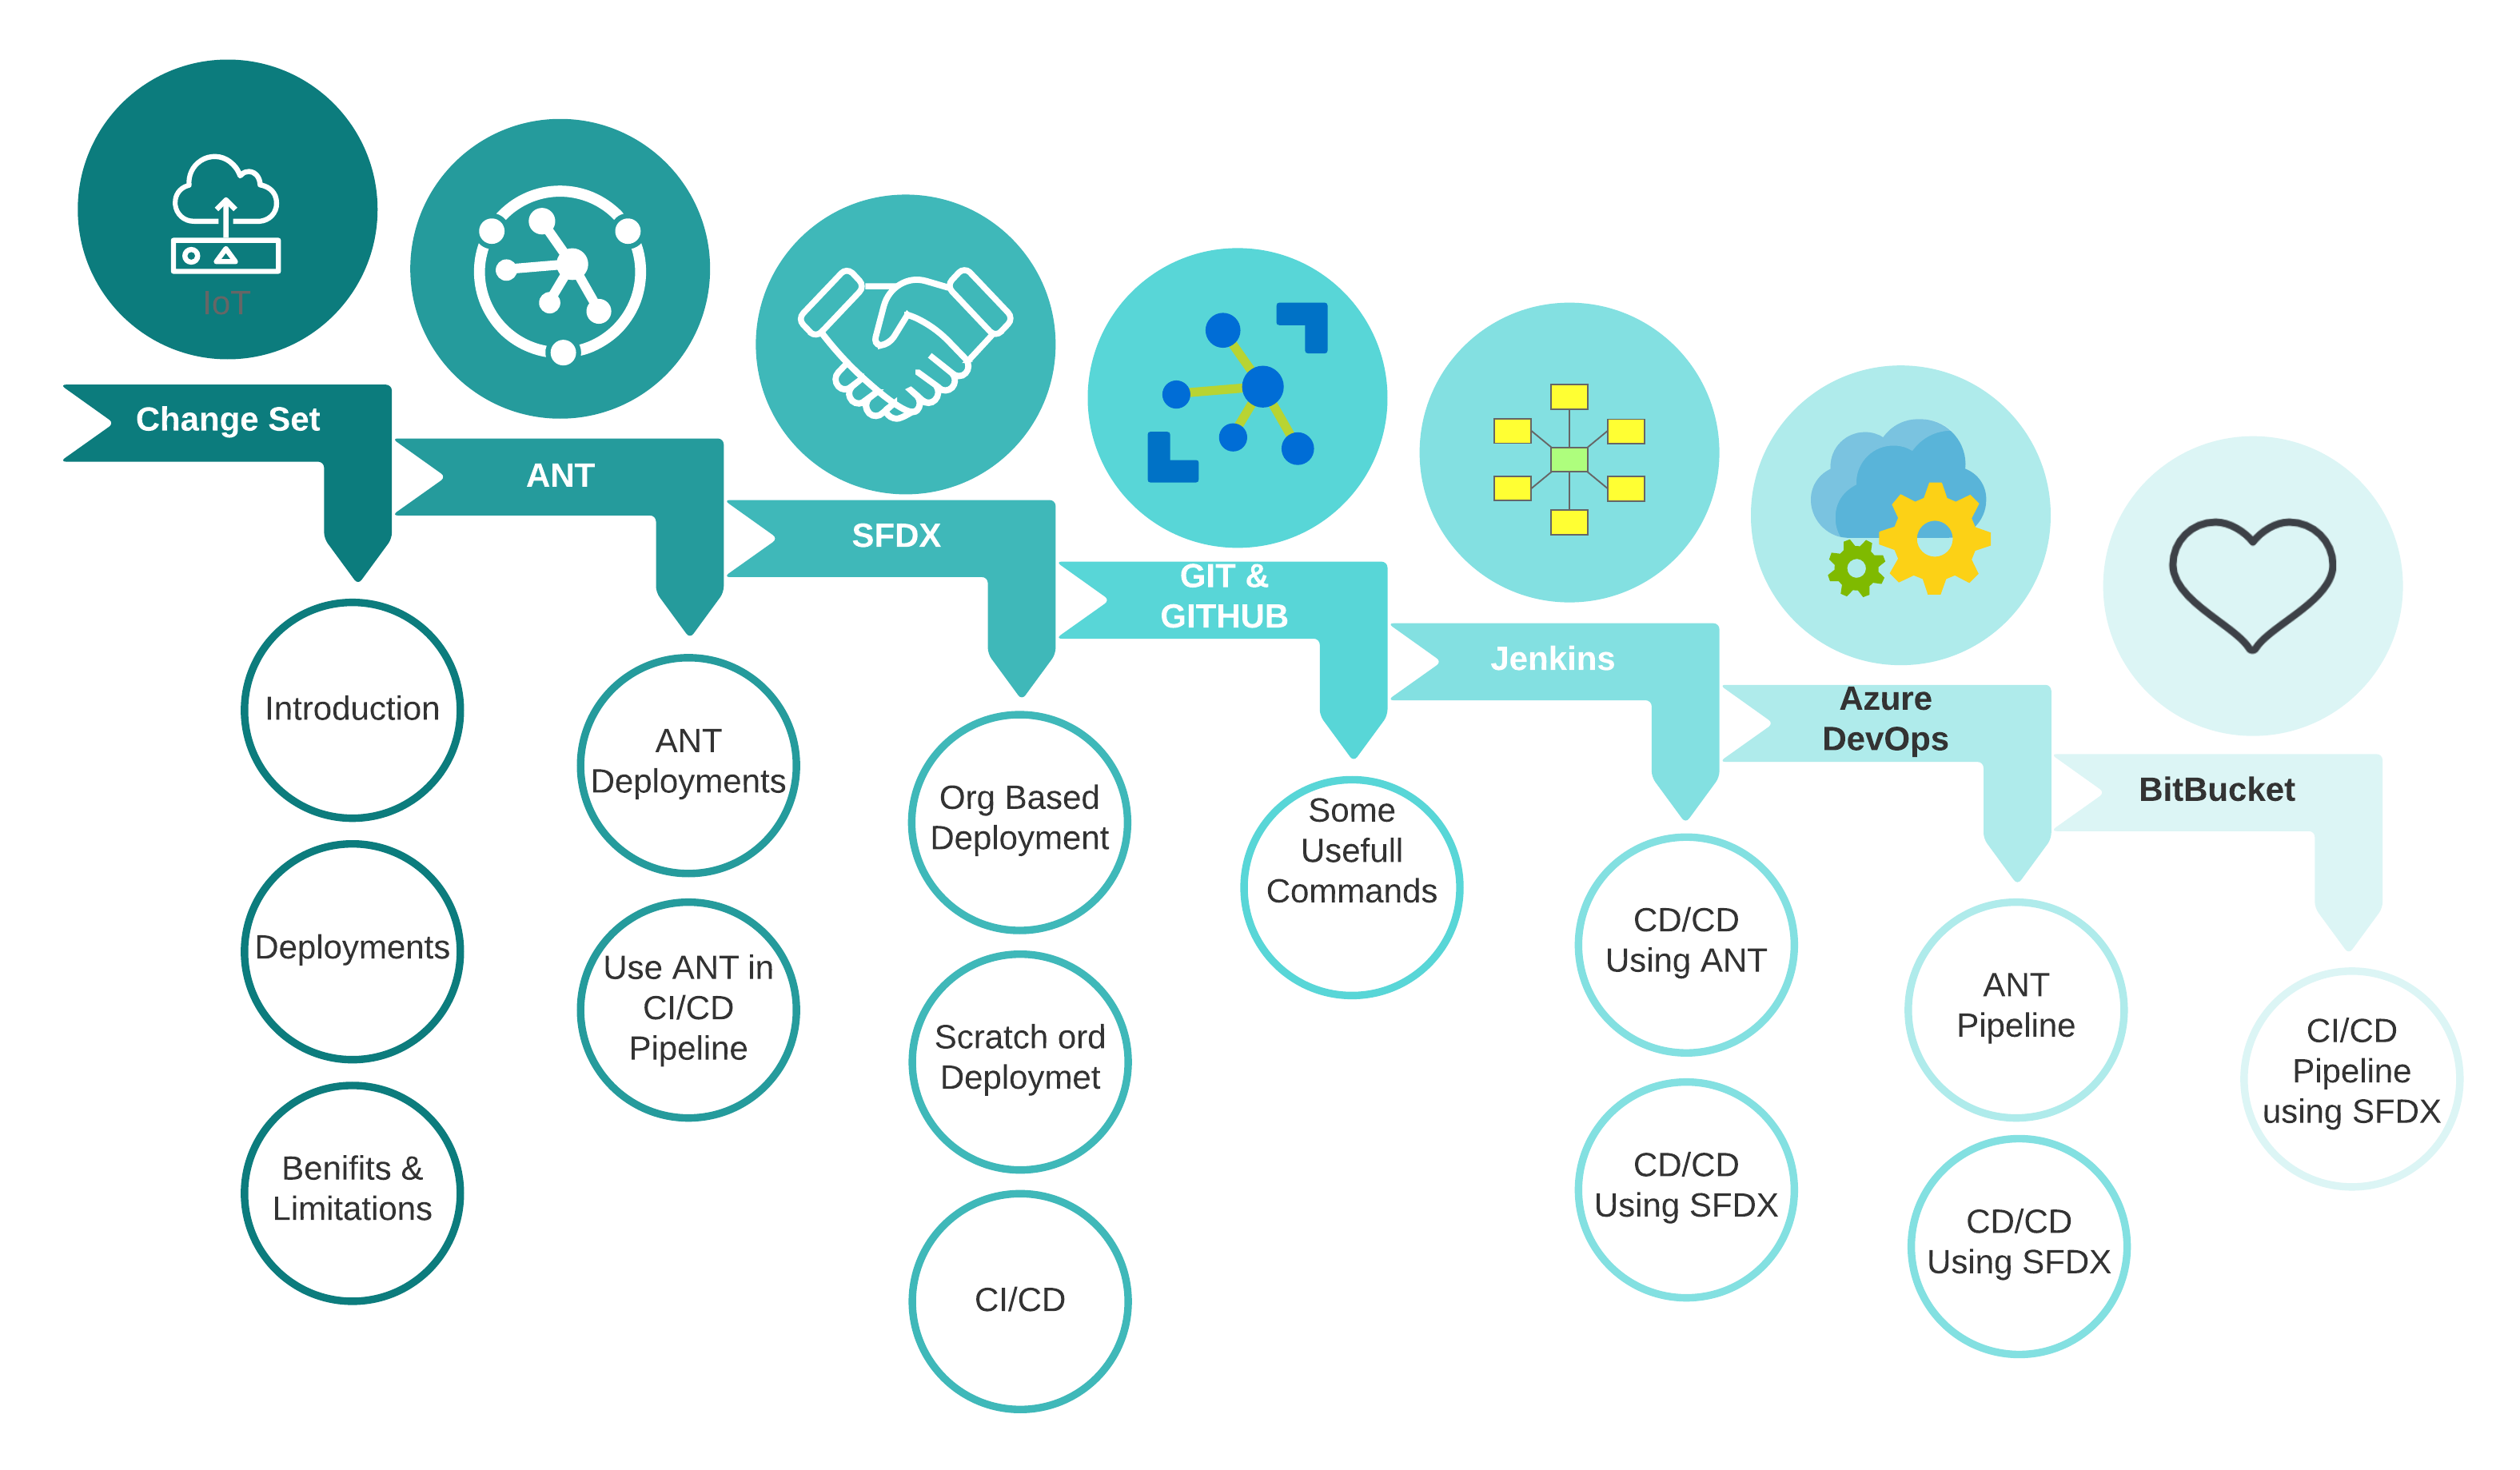 IoT
Change Set
Introduction
Deployments
Benifits &
Limitations
ANT
ANT
Deployments
Use ANT in
CI/CD
Pipeline
SFDX
Org Based
Deployment
Scratch ord
Deploymet
CI/CD
GIT &
GITHUB
Some
Usefull
Commands
Jenkins
CD/CD
Using ANT
CD/CD
Using SFDX
Azure
DevOps
ANT
Pipeline
CD/CD
Using SFDX
BitBucket
CI/CD
Pipeline
using SFDX